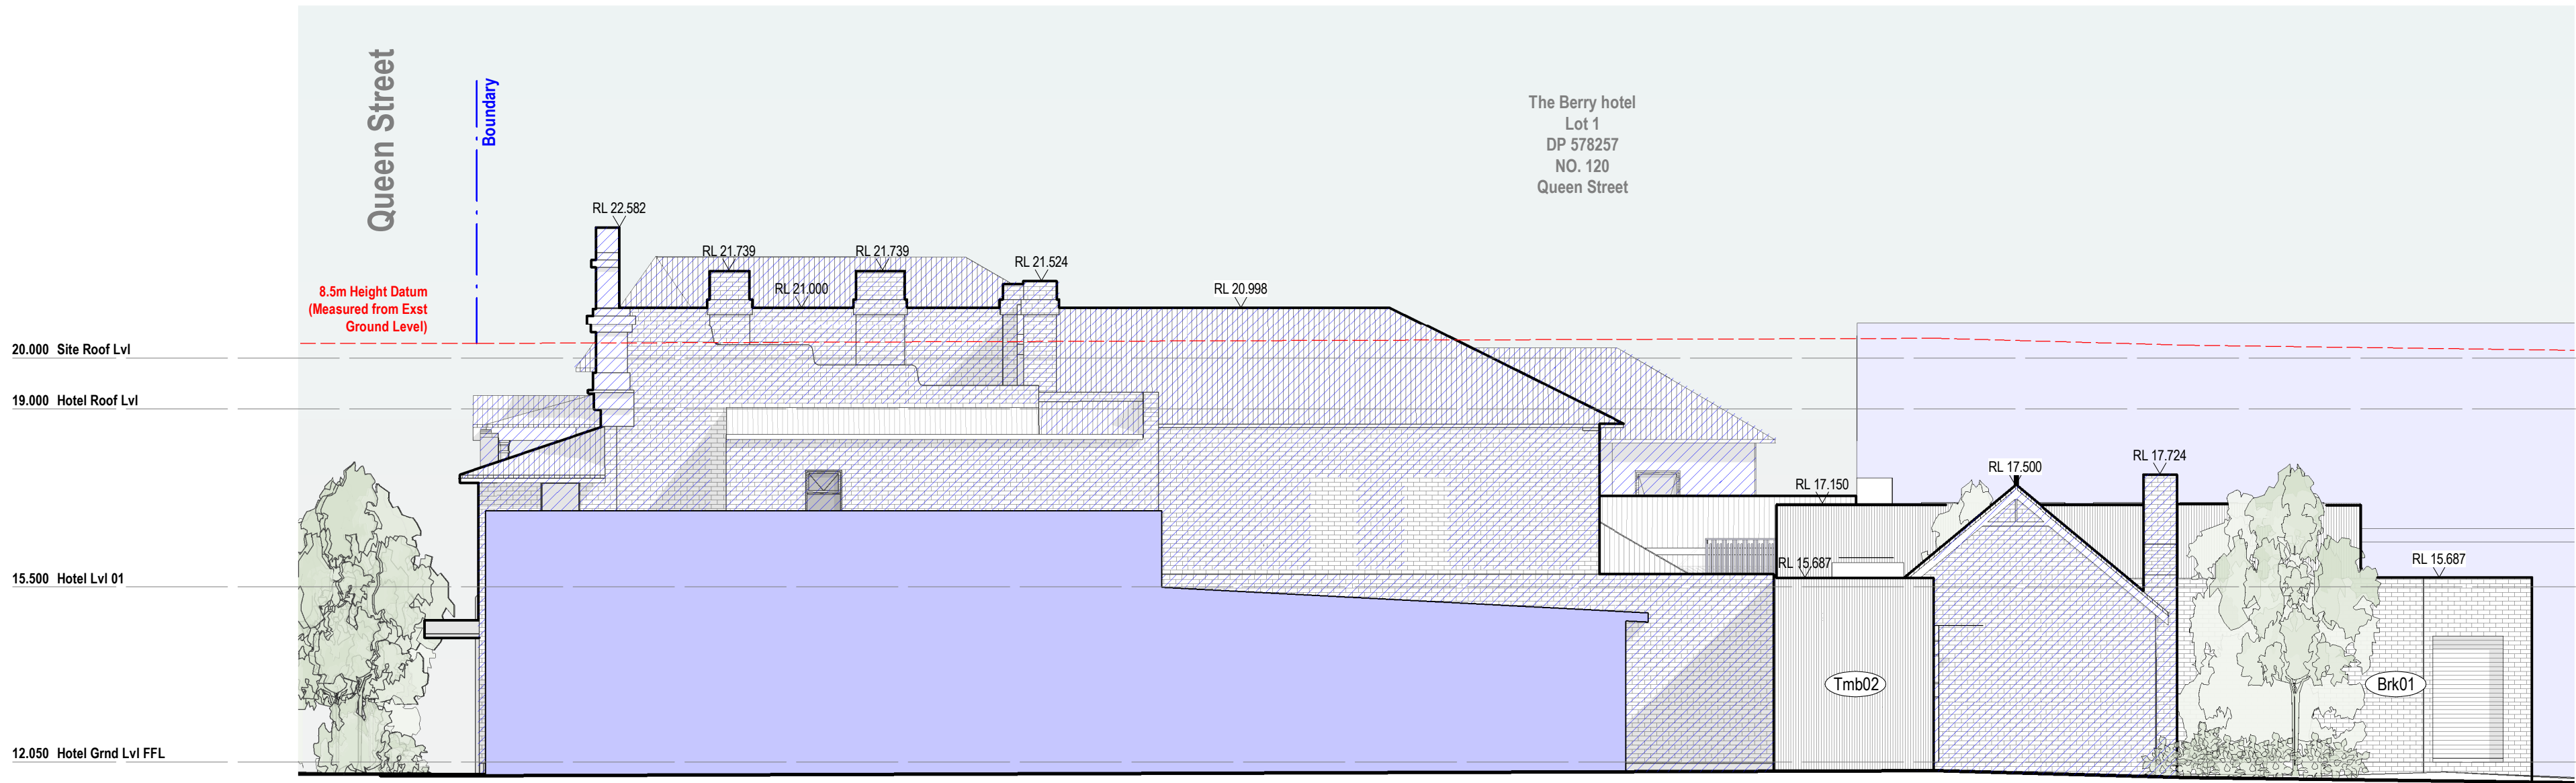 Queen Street
Boundary
The Berry hotel
Lot 1
DP 578257
NO. 120
Queen Street
RL 22.582
RL 21.739
RL 21.739
RL 21.524
RL 21.000
RL 20.998
8.5m Height Datum
(Measured from Exst
Ground Level)
20.000 Site Roof Lvl
19.000 Hotel Roof Lvl
RL 17.724
RL 17.500
RL 17.150
RL 15.687
RL 15.687
15.500 Hotel Lvl 01
Tmb02
Brk01
12.050 Hotel Grnd Lvl FFL